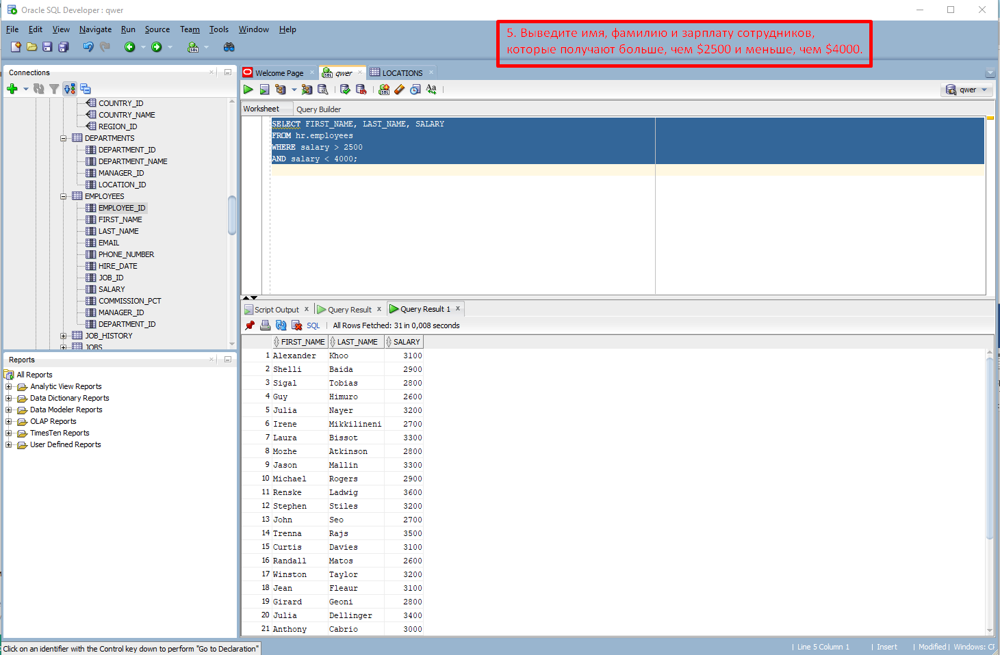 Oracle SQL Developer : qwer
File Edit View Navigate Run Source Team Tools Window Help
5. Выведите имя, фамилию и зарплату сотрудников,
которые получают больше, чем $2500 и меньше, чем $4000.
Connections
COUNTRY_ID
COUNTRY_NAME
REGION_ID
DEPARTMENTS
DEPARTMENT_ID
DEPARTMENT_NAME
MANAGER_ID
LOCATION_ID
EMPLOYEES
EMPLOYEE_ID
FIRST_NAME
LAST_NAME
EMAIL
PHONE_NUMBER
HIRE_DATE
JOB_ID
SALARY
COMMISSION_PCT
MANAGER_ID
DEPARTMENT_ID
JOB_HISTORY
JOBS
Reports
All Reports
Analytic View Reports
Data Dictionary Reports
Data Modeler Reports
OLAP Reports
TimesTen Reports
User Defined Reports
Welcome Page qwer LOCATIONS
qwer
Worksheet Query Builder
SELECT FIRST_NAME, LAST_NAME, SALARY
FROM hr.employees
WHERE salary > 2500
AND salary < 4000;
Script Output Query Result Query Result 1
SQL All Rows Fetched: 31 in 0,008 seconds
FIRST_NAME LAST_NAME SALARY
1 Alexander Khoo 3100
2 Shelli Baida 2900
3 Sigal Tobias 2800
4 Guy Himuro 2600
5 Julia Nayer 3200
6 Irene Mikkilineni 2700
7 Laura Bissot 3300
8 Mozhe Atkinson 2800
9 Jason Mallin 3300
10 Michael Rogers 2900
11 Renske Ladwig 3600
12 Stephen Stiles 3200
13 John Seo 2700
14 Trenna Rajs 3500
15 Curtis Davies 3100
16 Randall Matos 2600
17 Winston Taylor 3200
18 Jean Fleaur 3100
19 Girard Geoni 2800
20 Julia Dellinger 3400
21 Anthony Cabrio 3000
Click on an identifier with the Control key down to perform "Go to Declaration"
Line 5 Column 1 Insert Modified Windows: